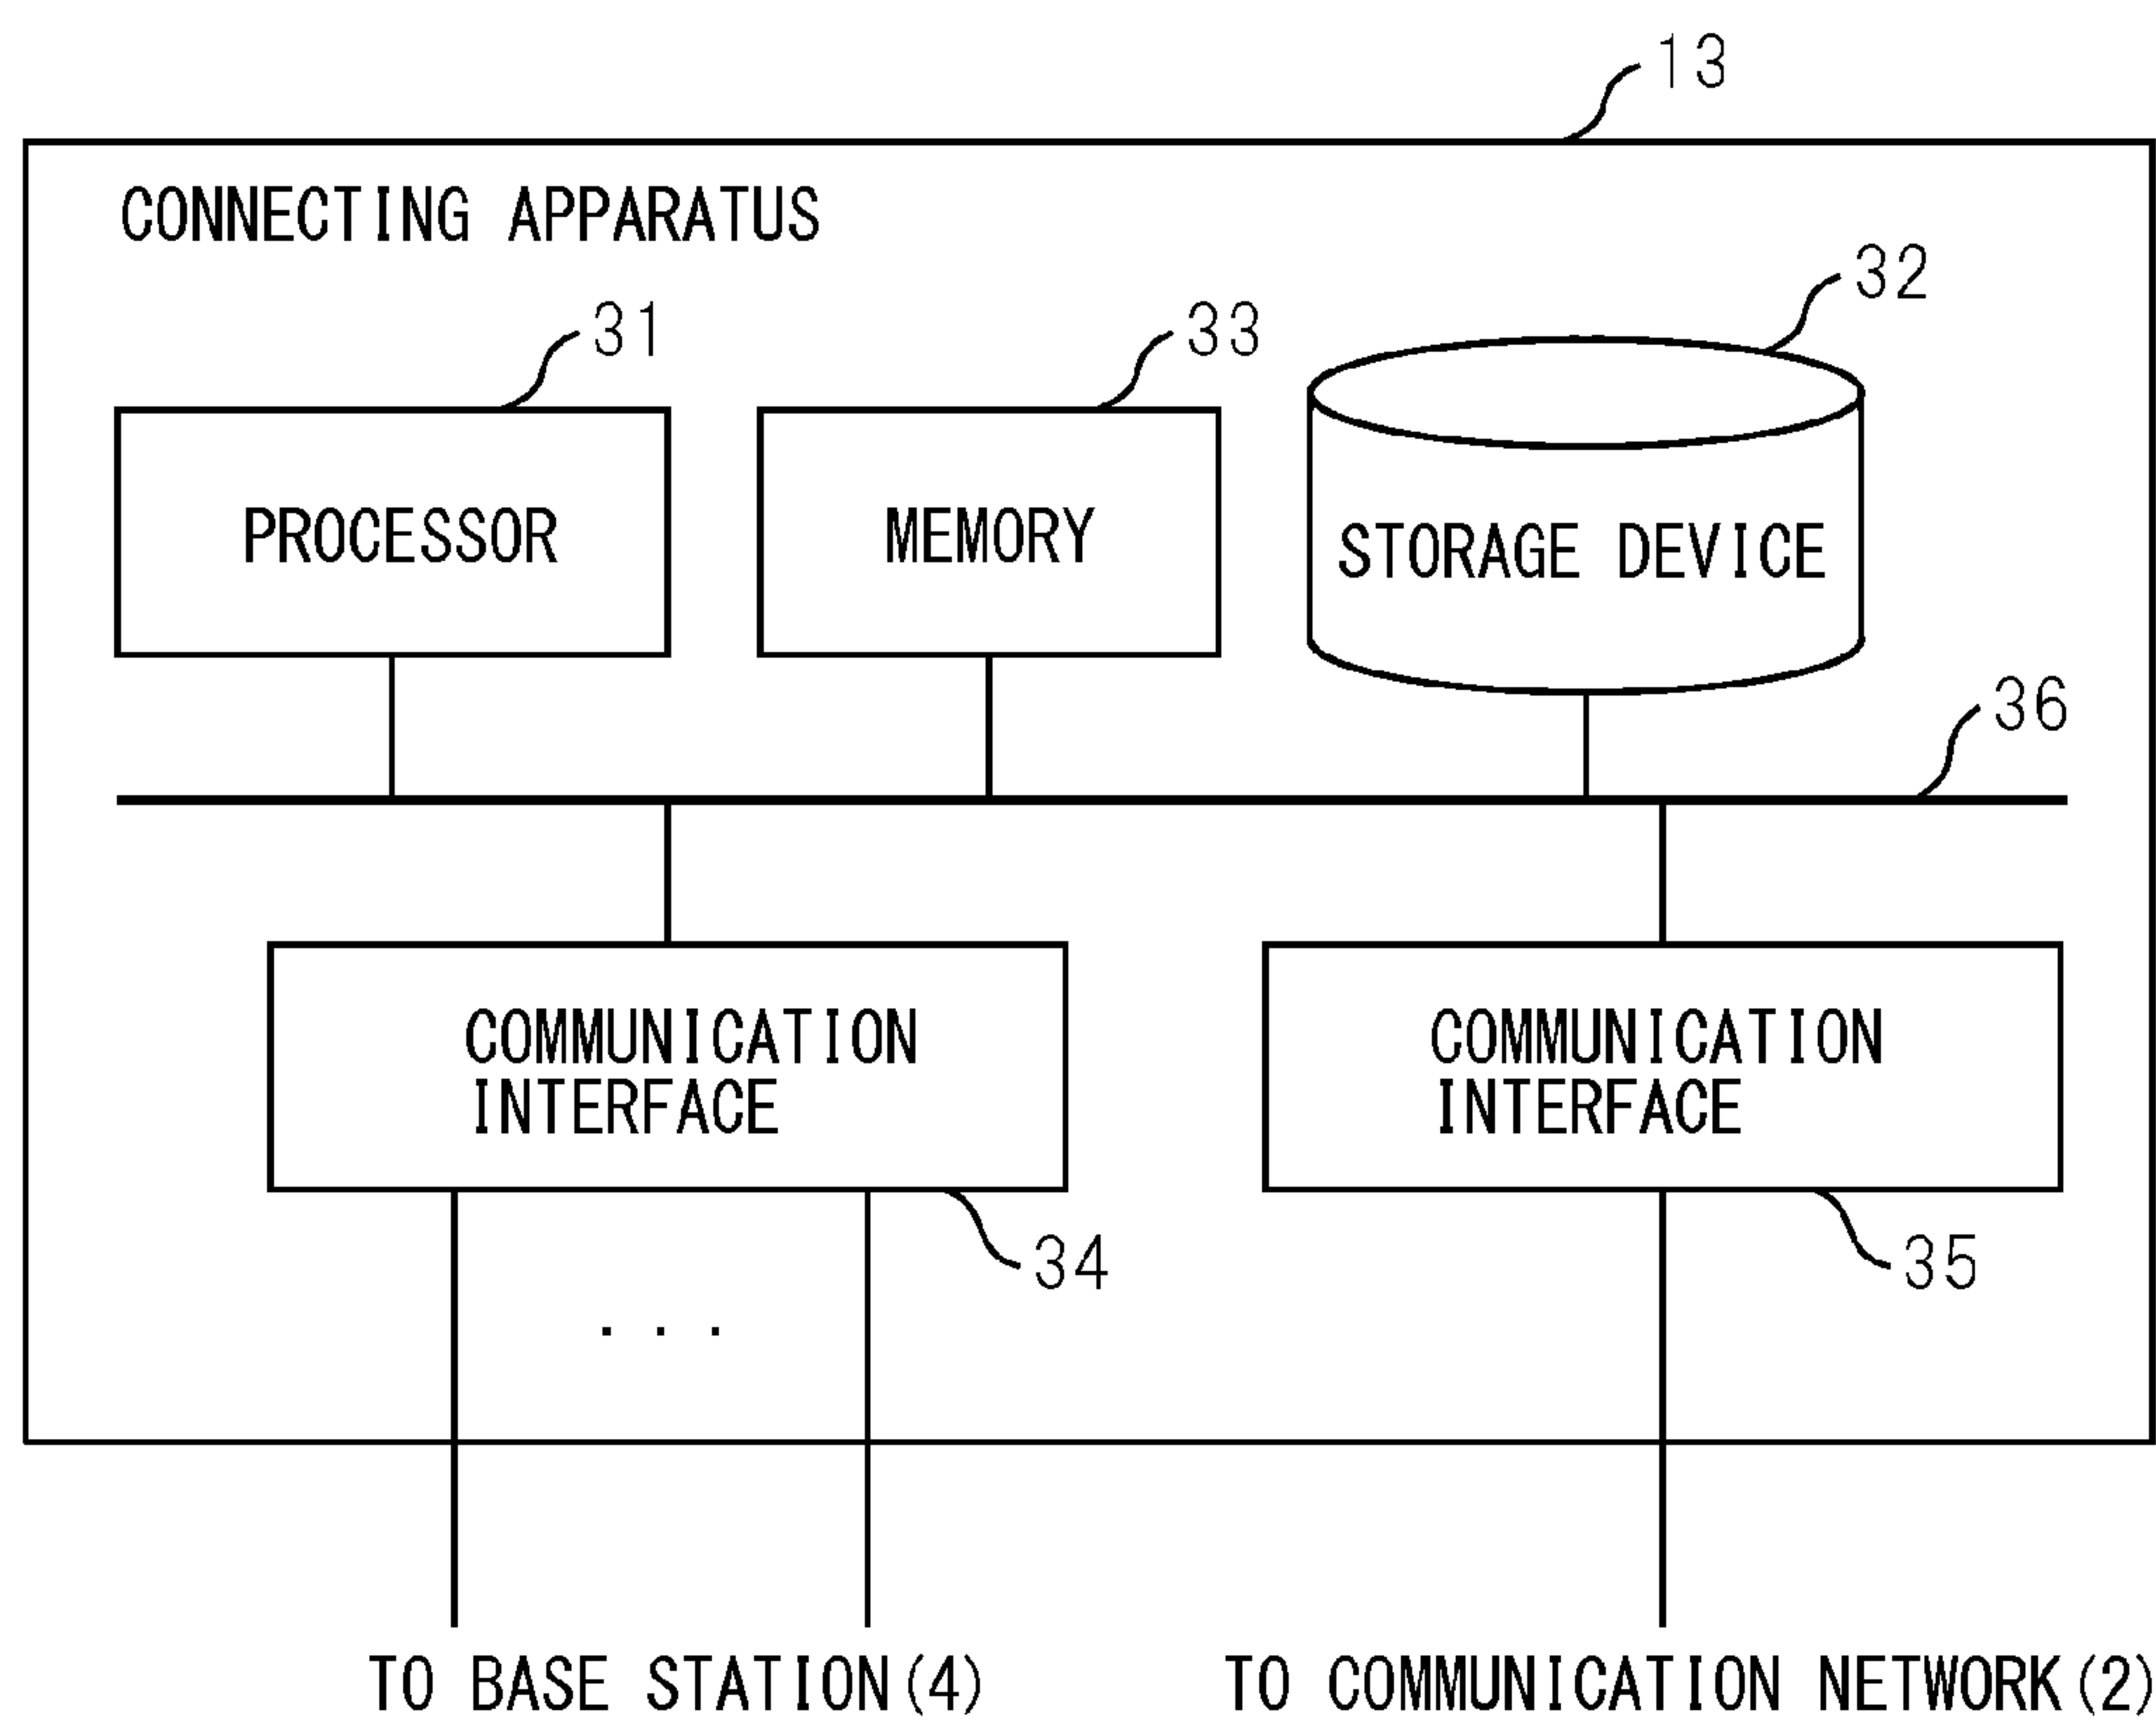 13
CONNECTING APPARATUS
32
31
33
PROCESSOR
MEMORY
STORAGE DEVICE
36
COMMUNICATION
INTERFACE
COMMUNICATION
INTERFACE
34
35
. . .
TO BASE STATION(4)
TO COMMUNICATION NETWORK(2)